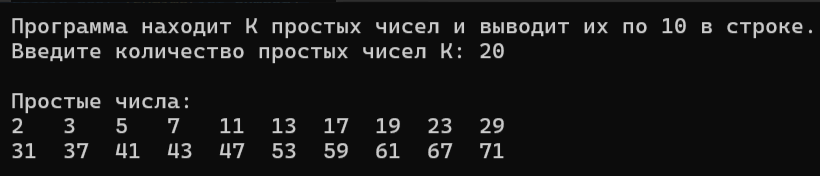 Программа находит К простых чисел и выводит их по 10 в строке.
Введите количество простых чисел К: 20
Простые числа:
2 3 5 7 11 13 17 19 23 29
31 37 41 43 47 53 59 61 67 71